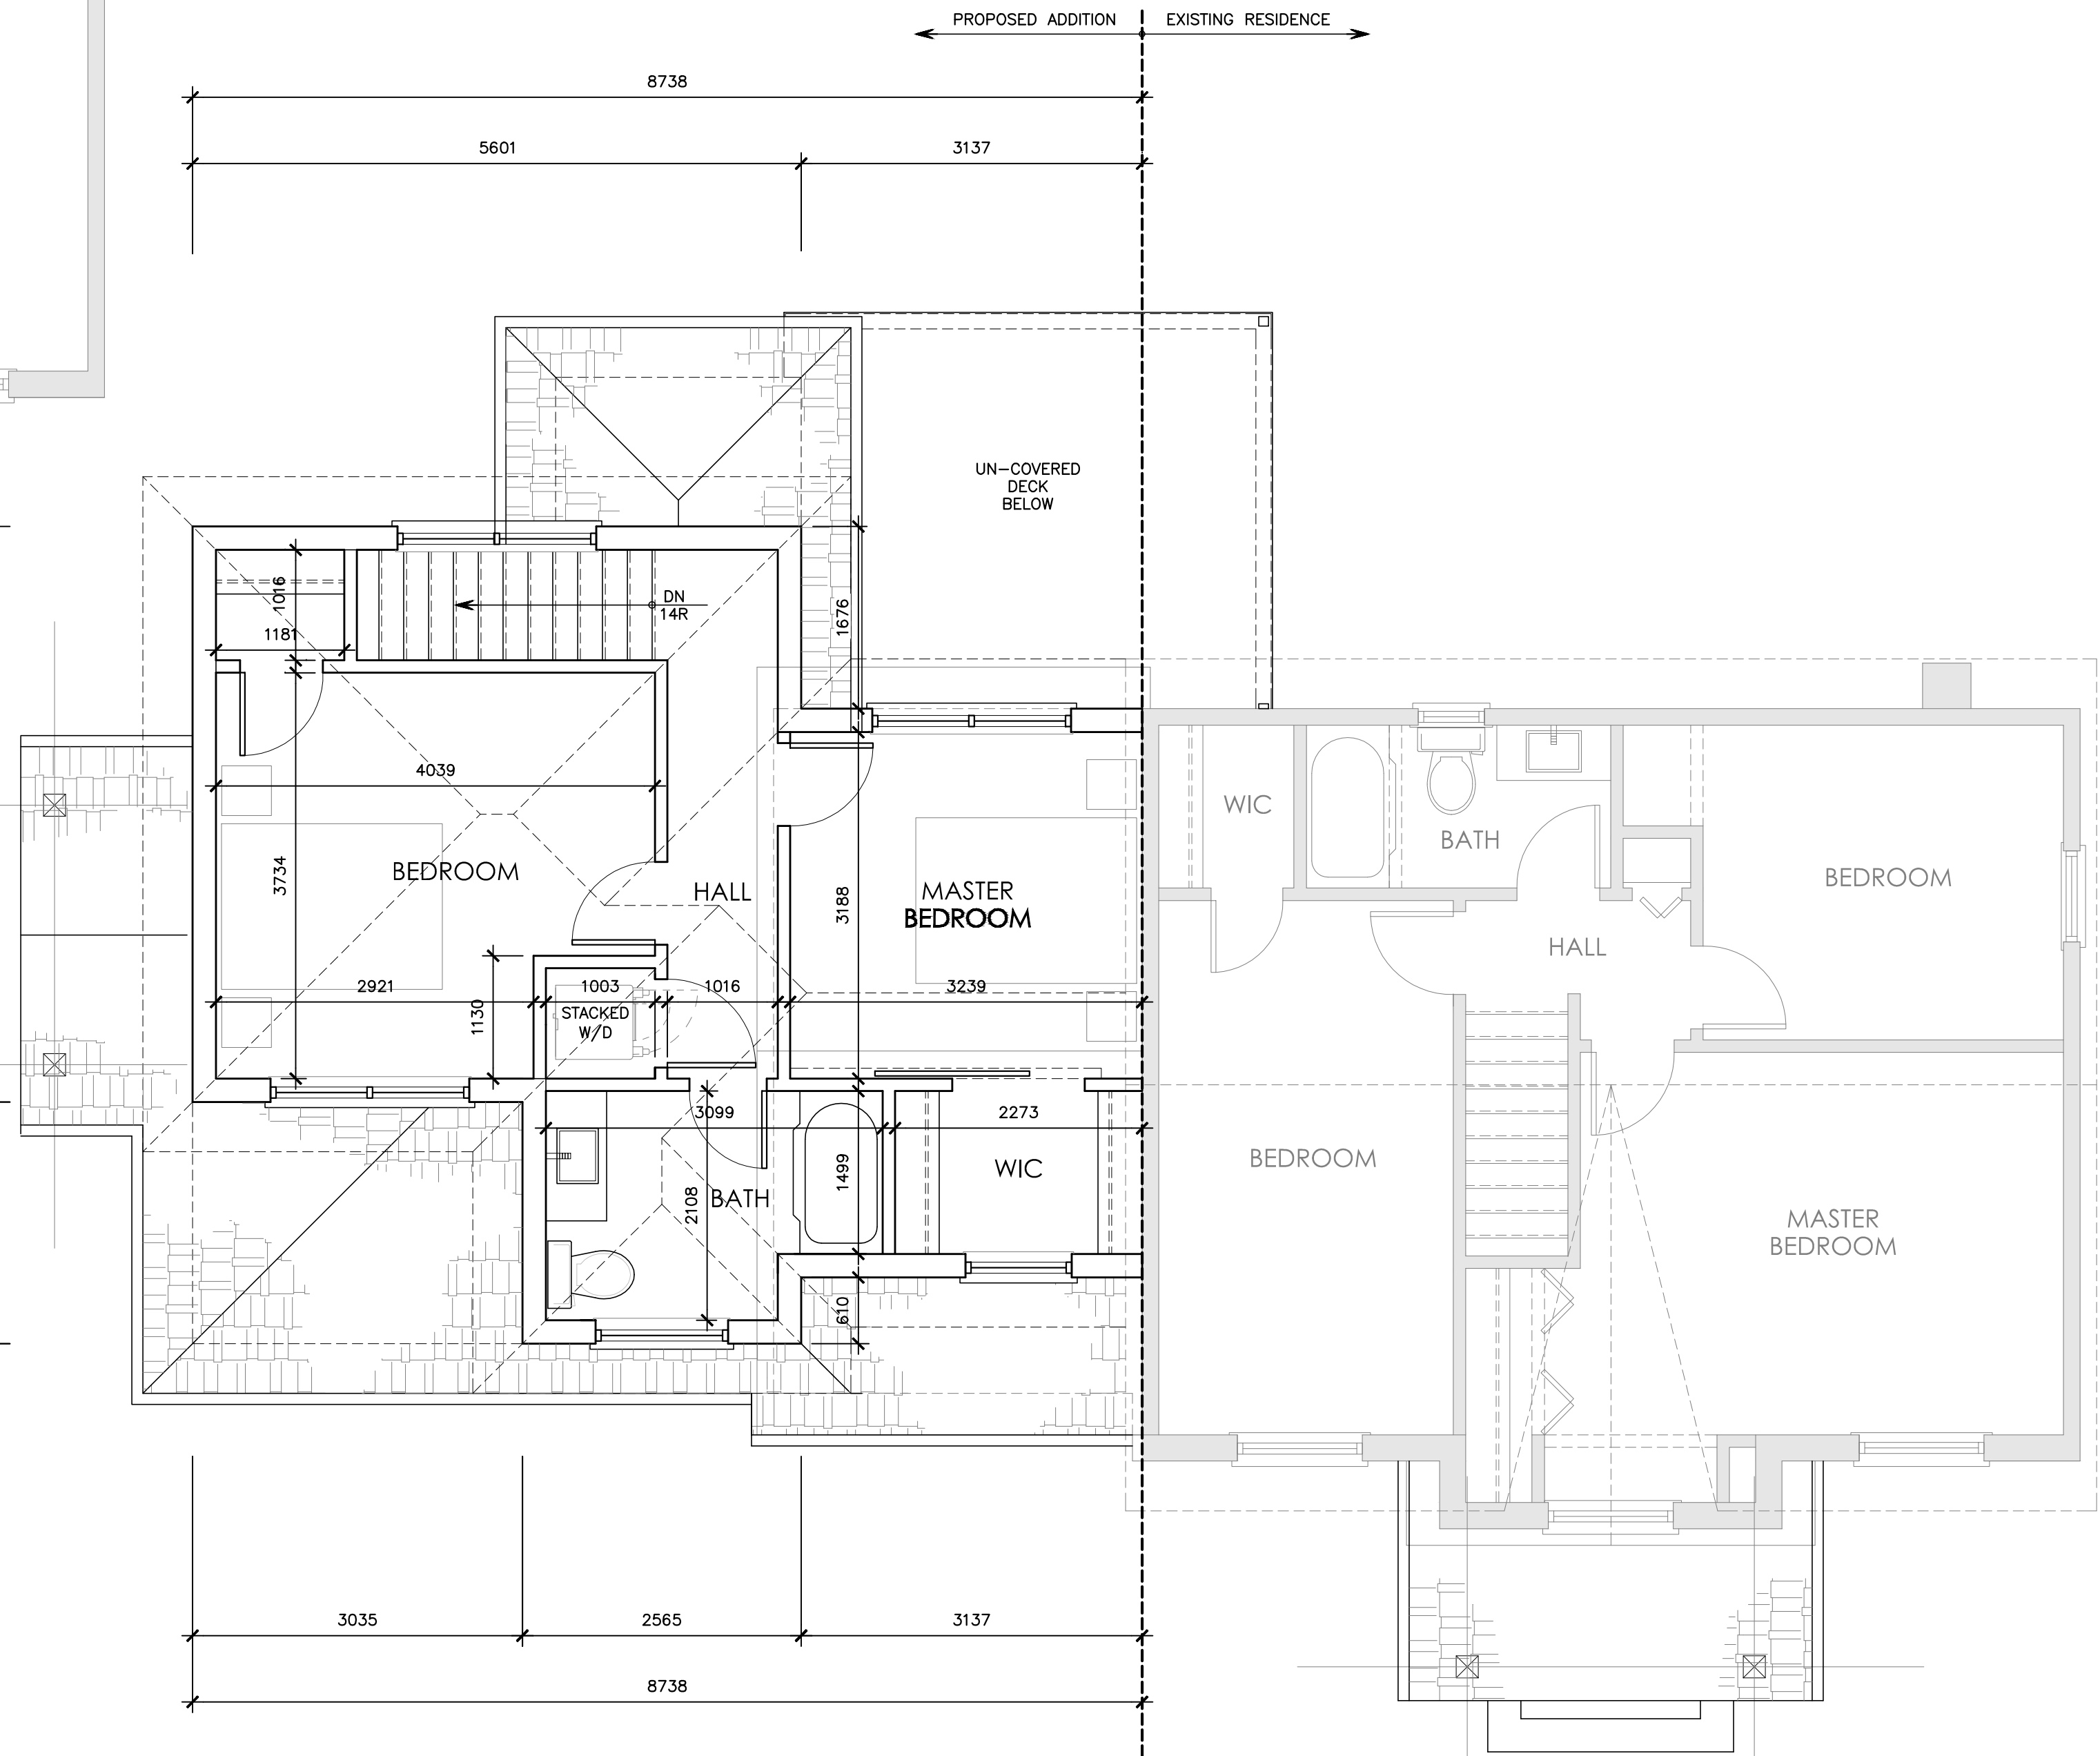 PROPOSED ADDITION
EXISTING RESIDENCE
8738
5601
3137
UN-COVERED
DECK
BELOW
1016
1181
DN
14R
1676
4039
3734
BEDROOM
HALL
3188
MASTER
BEDROOM
WIC
BATH
BEDROOM
HALL
2921
1130
1003
1016
3239
STACKED
W/D
3099
2273
1499
WIC
2108
BATH
610
BEDROOM
MASTER
BEDROOM
3035
2565
3137
8738